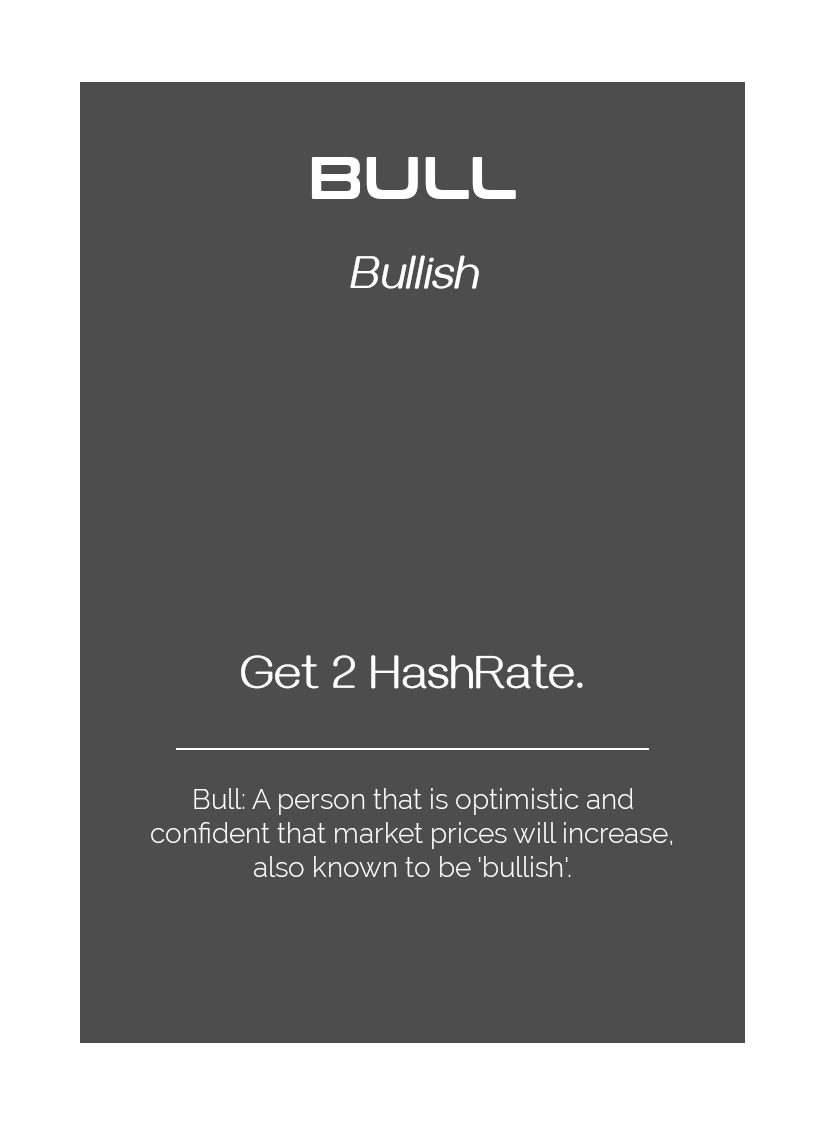 BULL
Bullish
Get 2 HashRate.
Bull: A person that is optimistic and
confident that market prices will increase,
also known to be 'bullish'.